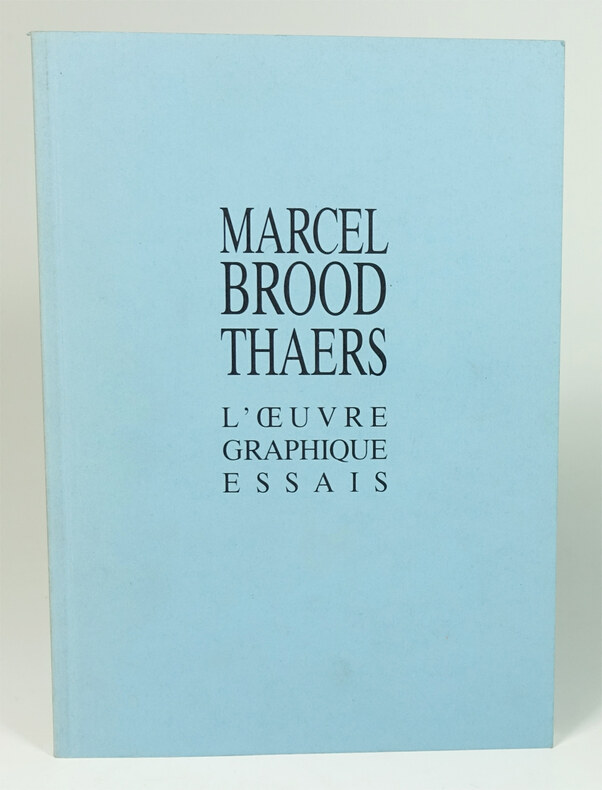 MARCEL
BROOD
THAERS
L'ŒUVRE
GRAPHIQUE
ESSAIS